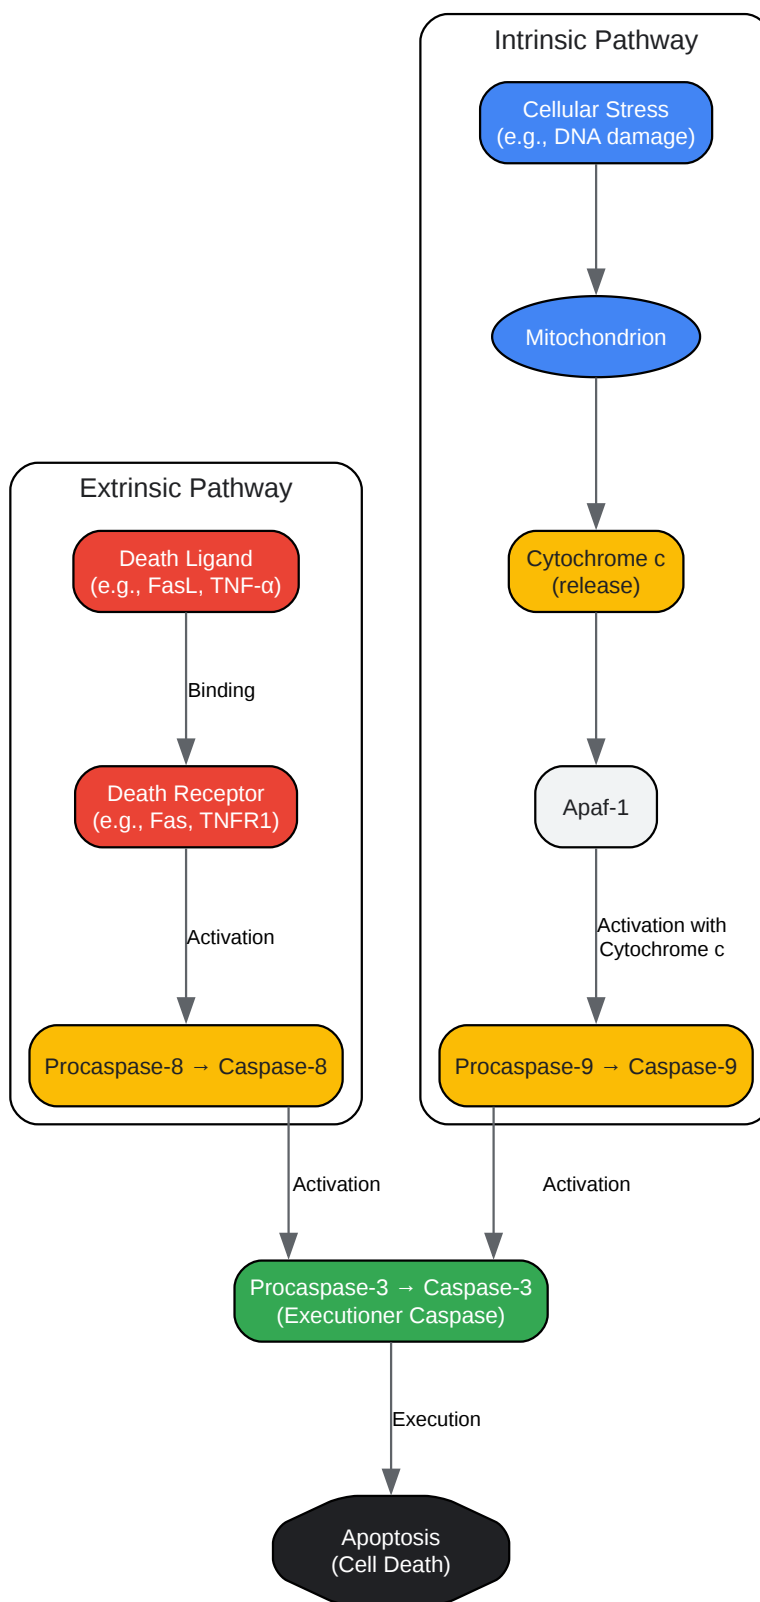 Intrinsic Pathway
Cellular Stress
(e.g., DNA damage)
Mitochondrion
Cytochrome c
(release)
Apaf-1
Activation with
Cytochrome c
Procaspase-9 → Caspase-9
Activation
Extrinsic Pathway
Death Ligand
(e.g., FasL, TNF-α)
Binding
Death Receptor
(e.g., Fas, TNFR1)
Activation
Procaspase-8 → Caspase-8
Activation
Procaspase-3 → Caspase-3
(Executioner Caspase)
Execution
Apoptosis
(Cell Death)